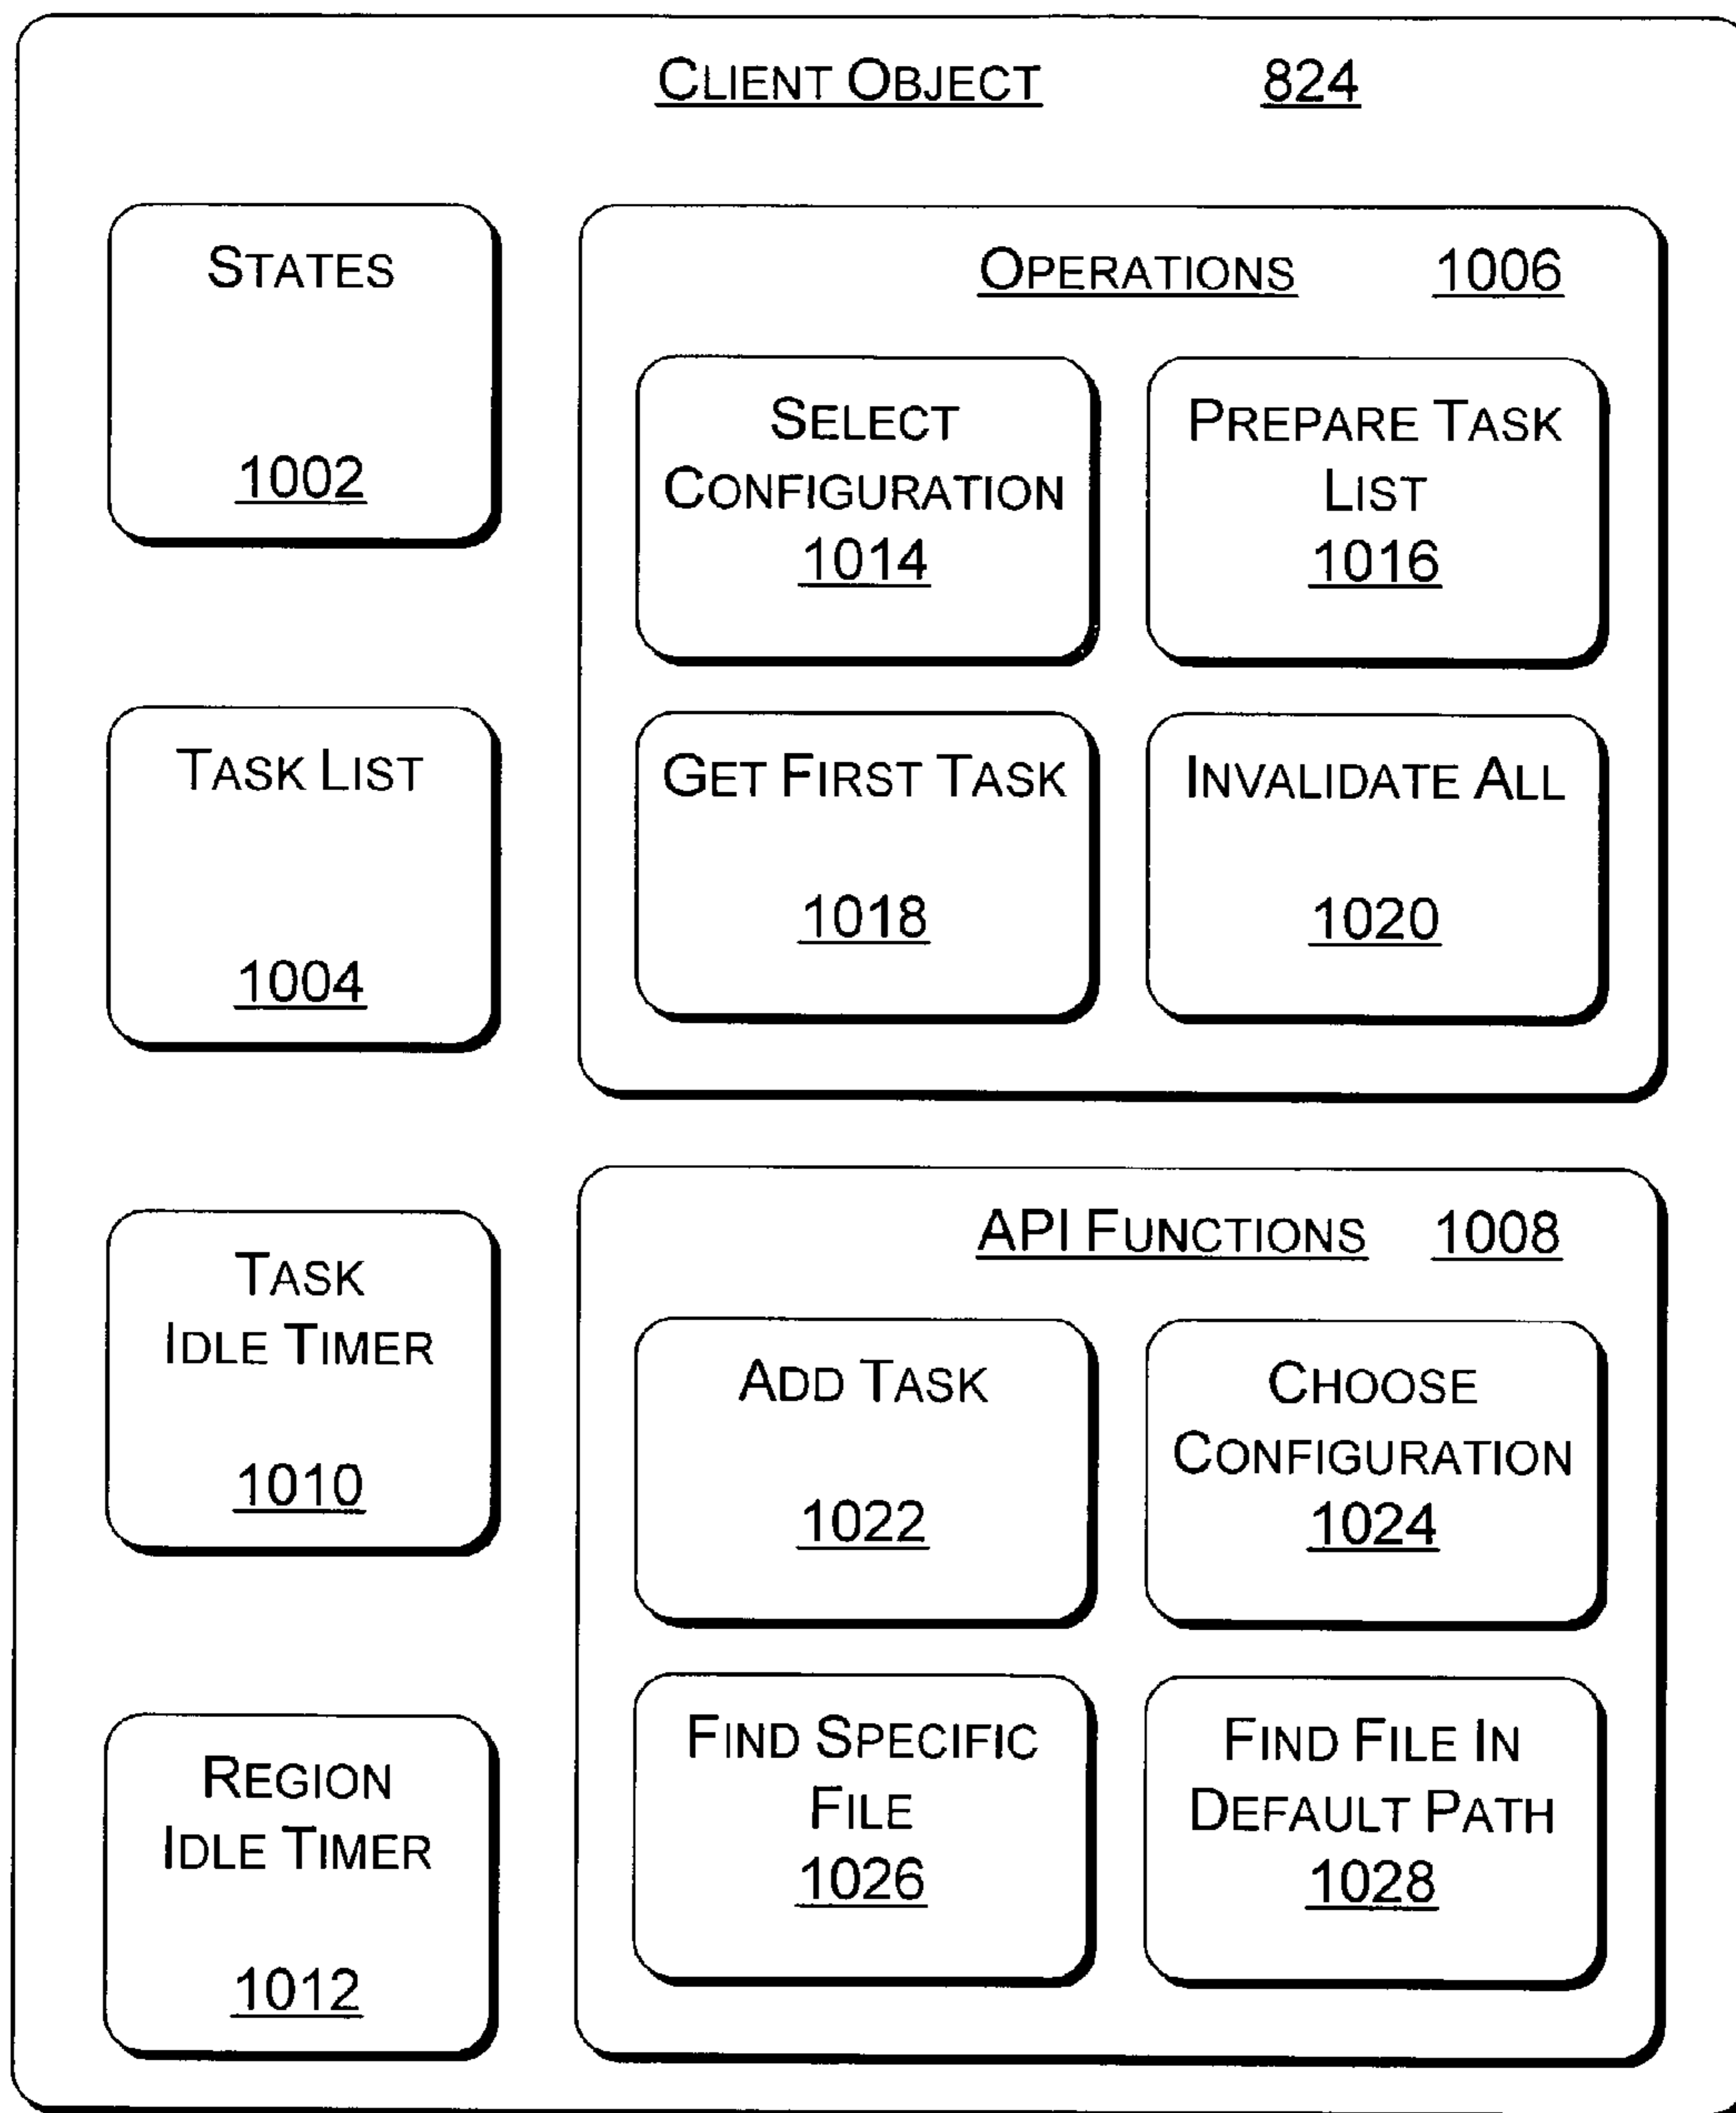 CLIENT OBJECT 824
STATES
1002
TASK LIST
1004
TASK
IDLE TIMER
1010
REGION
IDLE TIMER
1012
OPERATIONS 1006
SELECT
CONFIGURATION
1014
PREPARE TASK
LIST
1016
GET FIRST TASK
1018
INVALIDATE ALL
1020
API FUNCTIONS 1008
ADD TASK
1022
CHOOSE
CONFIGURATION
1024
FIND SPECIFIC
FILE
1026
FIND FILE IN
DEFAULT PATH
1028